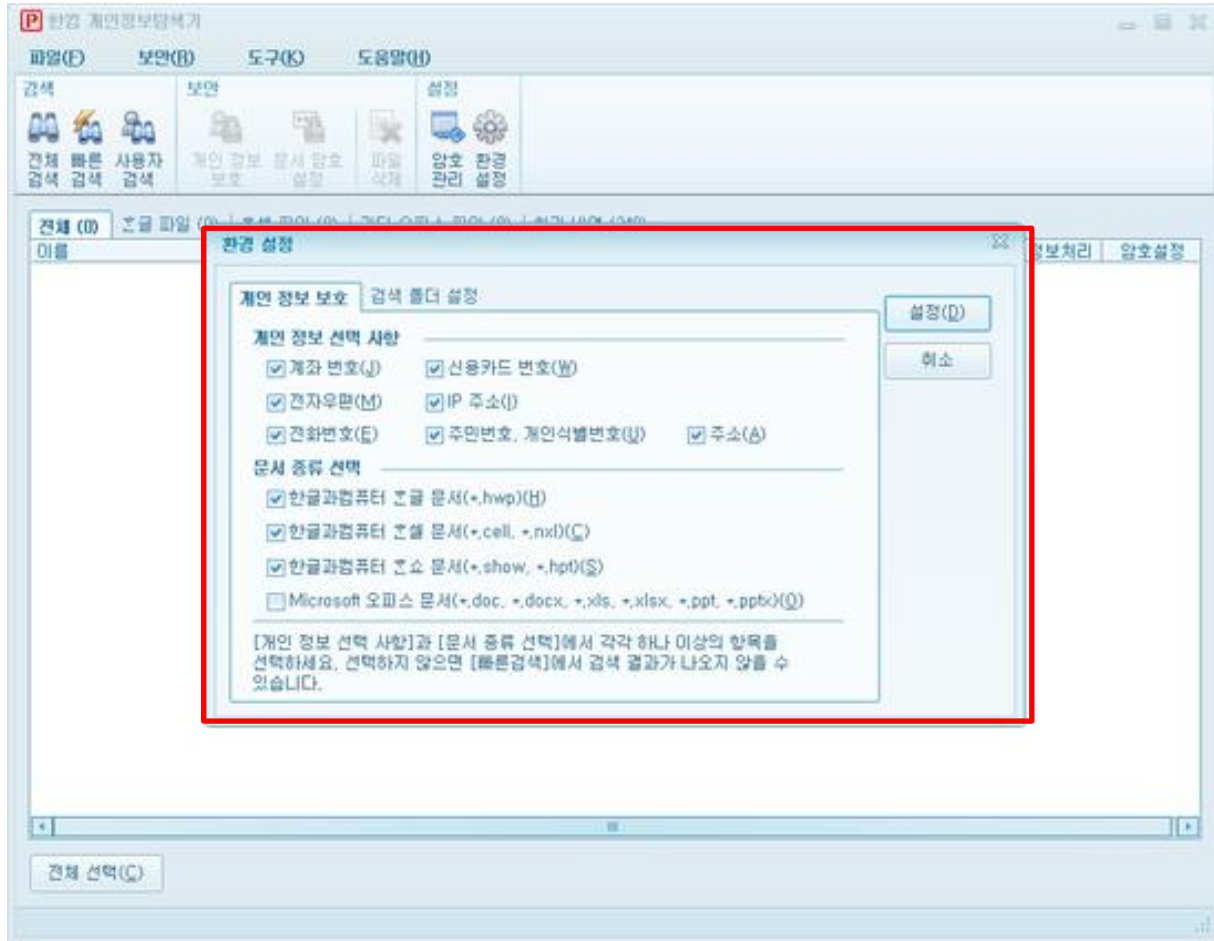 한컴 개인정보탐색기
파일(F) 보안(B) 도구(K) 도움말(H)
검색 보안 설정
전체 검색 빠른 검색 사용자 검색 개인 정보 보호 문서 암호 설정 파일 삭제 암호 관리 환경 설정
전체 (0) 흔글 파일 (0)
이름 정보처리 암호설정
환경 설정
개인 정보 보호 검색 폴더 설정
설정(D)
개인 정보 선택 사항
취소
계좌 번호(J) 신용카드 번호(W)
전자우편(M) IP 주소(I)
전화번호(E) 주민번호, 개인식별번호(U) 주소(A)
문서 종류 선택
한글과컴퓨터 흔글 문서(*.hwp)(H)
한글과컴퓨터 흔셀 문서(*.cell, *.nxl)(C)
한글과컴퓨터 흔쇼 문서(*.show, *.hpt)(S)
Microsoft 오피스 문서(*.doc, *.docx, *.xls, *.xlsx, *.ppt, *.pptx)(O)
[개인 정보 선택 사항]과 [문서 종류 선택]에서 각각 하나 이상의 항목을
선택하세요. 선택하지 않으면 [빠른검색]에서 검색 결과가 나오지 않을 수
있습니다.
전체 선택(C)